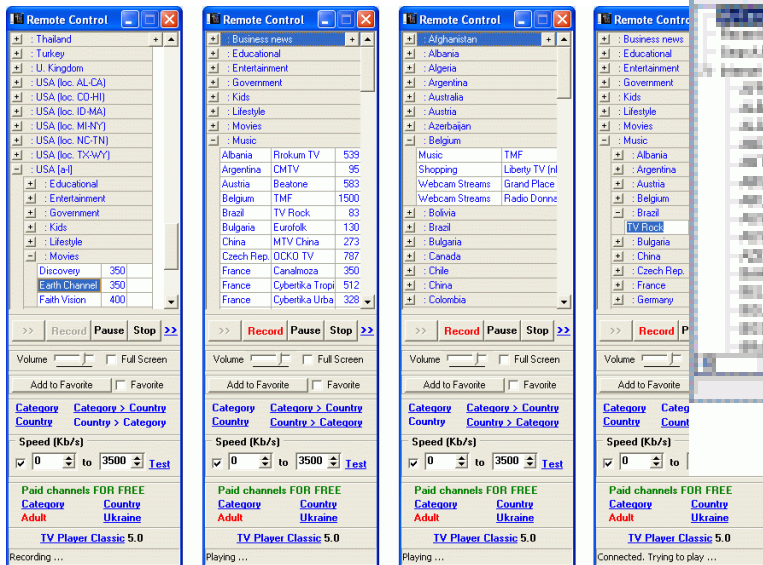 Remote Control
+ : Thailand +
+ : Turkey
+ : U. Kingdom
+ : USA (loc. AL-CA)
+ : USA (loc. CO-HI)
+ : USA (loc. ID-MA)
+ : USA (loc. MI-NY)
+ : USA (loc. NC-TN)
+ : USA (loc. TX-WY)
- : USA [a-l]
+ : Educational
+ : Entertainment
+ : Government
+ : Kids
+ : Lifestyle
- : Movies
Discovery 350
Earth Channel 350
Faith Vision 400
>> Record Pause Stop >>
Volume Full Screen
Add to Favorite Favorite
Category Category > Country
Country Country > Category
Speed (Kb/s)
0 to 3500 Test
Paid channels FOR FREE
Category Country
Adult Ukraine
TV Player Classic 5.0
Recording ...
Remote Control
+ : Business news +
+ : Educational
+ : Entertainment
+ : Government
+ : Kids
+ : Lifestyle
+ : Movies
- : Music
Albania Rrokum TV 539
Argentina CMTV 95
Austria Beatone 583
Belgium TMF 1500
Brazil TV Rock 83
Bulgaria Eurofolk 130
China MTV China 273
Czech Rep. OCKO TV 787
France Canalmoza 350
France Cybertika Tropi 512
France Cybertika Urba 328
>> Record Pause Stop >>
Volume Full Screen
Add to Favorite Favorite
Category Category > Country
Country Country > Category
Speed (Kb/s)
0 to 3500 Test
Paid channels FOR FREE
Category Country
Adult Ukraine
TV Player Classic 5.0
Playing ...
Remote Control
+ : Afghanistan +
+ : Albania
+ : Algeria
+ : Argentina
+ : Australia
+ : Austria
+ : Azerbaijan
- : Belgium
Music TMF
Shopping Liberty TV (nl
Webcam Streams Grand Place
Webcam Streams Radio Donna
+ : Bolivia
+ : Brazil
+ : Bulgaria
+ : Canada
+ : Chile
+ : China
+ : Colombia
>> Record Pause Stop >>
Volume Full Screen
Add to Favorite Favorite
Category Category > Country
Country Country > Category
Speed (Kb/s)
0 to 3500 Test
Paid channels FOR FREE
Category Country
Adult Ukraine
TV Player Classic 5.0
Playing ...
Remote Contro
+ : Business news
+ : Educational
+ : Entertainment
+ : Government
+ : Kids
+ : Lifestyle
+ : Movies
- : Music
+ : Albania
+ : Argentina
+ : Austria
+ : Belgium
- : Brazil
TV Rock
+ : Bulgaria
+ : China
+ : Czech Rep.
+ : France
+ : Germany
>> Record P
Volume
Add to Favorite
Category Categ
Country Count
Speed (Kb/s)
0 to
Paid channels FOR FREE
Category Country
Adult Ukraine
TV Player Classic 5.0
Connected. Trying to play ...